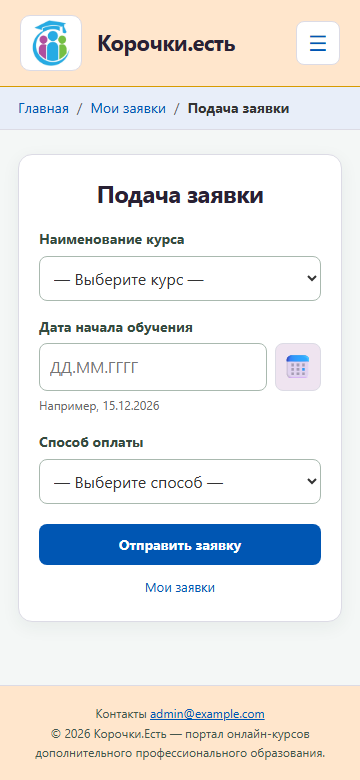 Корочки.есть
☰
Главная / Мои заявки / Подача заявки
Подача заявки
Наименование курса
— Выберите курс —
Дата начала обучения
ДД.ММ.ГГГГ
Например, 15.12.2026
Способ оплаты
— Выберите способ —
Отправить заявку
Мои заявки
Контакты admin@example.com
© 2026 Корочки.Есть — портал онлайн-курсов
дополнительного профессионального образования.